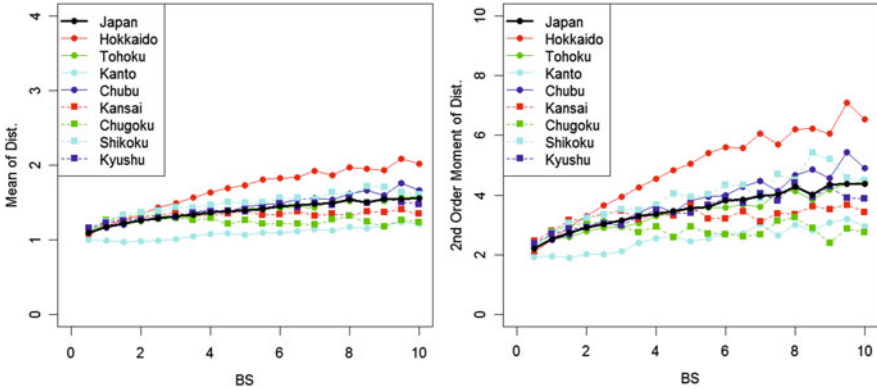 Mean of Dist.
4
3
2
1
0
Japan
Hokkaido
Tohoku
Kanto
Chubu
Kansai
Chugoku
Shikoku
Kyushu
0 2 4 6 8 10
BS
2nd Order Moment of Dist.
10
8
6
4
2
0
Japan
Hokkaido
Tohoku
Kanto
Chubu
Kansai
Chugoku
Shikoku
Kyushu
0 2 4 6 8 10
BS